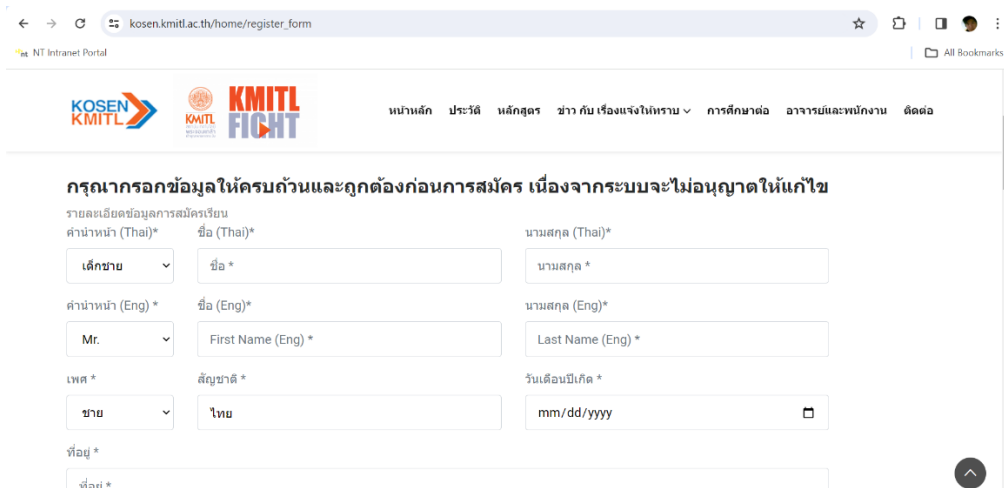 kosen.kmitl.ac.th/home/register_form
nt NT Intranet Portal
All Bookmarks
KOSEN KMITL
KMITL
KMITL FIGHT
หน้าหลัก ประวัติ หลักสูตร ข่าว กับ เรื่องแจ้งให้ทราบ การศึกษาต่อ อาจารย์และพนักงาน ติดต่อ
กรุณากรอกข้อมูลให้ครบถ้วนและถูกต้องก่อนการสมัคร เนื่องจากระบบจะไม่อนุญาตให้แก้ไข
รายละเอียดข้อมูลการสมัครเรียน
คำนำหน้า (Thai)* ชื่อ (Thai)* นามสกุล (Thai)*
เด็กชาย ชื่อ * นามสกุล *
คำนำหน้า (Eng) * ชื่อ (Eng)* นามสกุล (Eng)*
Mr. First Name (Eng) * Last Name (Eng) *
เพศ * สัญชาติ * วันเดือนปีเกิด *
ชาย ไทย mm/dd/yyyy
ที่อยู่ *
ที่อยู่ *